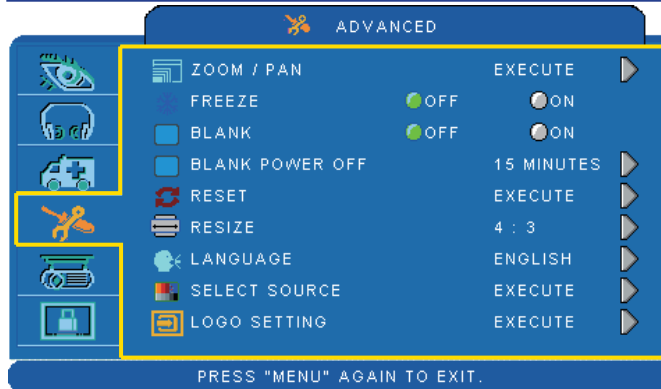 ADVANCED
ZOOM / PAN EXECUTE
FREEZE OFF ON
BLANK OFF ON
BLANK POWER OFF 15 MINUTES
RESET EXECUTE
RESIZE 4 : 3
LANGUAGE ENGLISH
SELECT SOURCE EXECUTE
LOGO SETTING EXECUTE
PRESS "MENU" AGAIN TO EXIT.